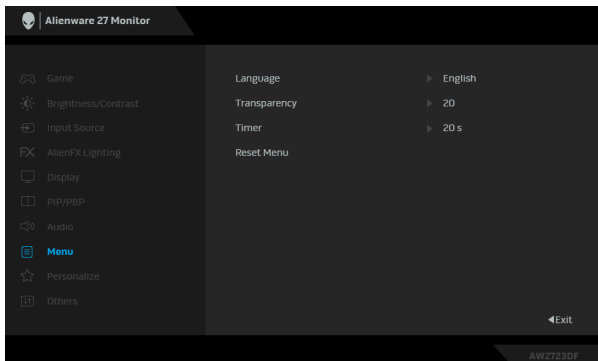 Alienware 27 Monitor
Game
Brightness/Contrast
Input Source
AlienFX Lighting
Display
PIP/PBP
Audio
Menu
Personalize
Others
Language English
Transparency 20
Timer 20 s
Reset Menu
Exit
AW2723DF